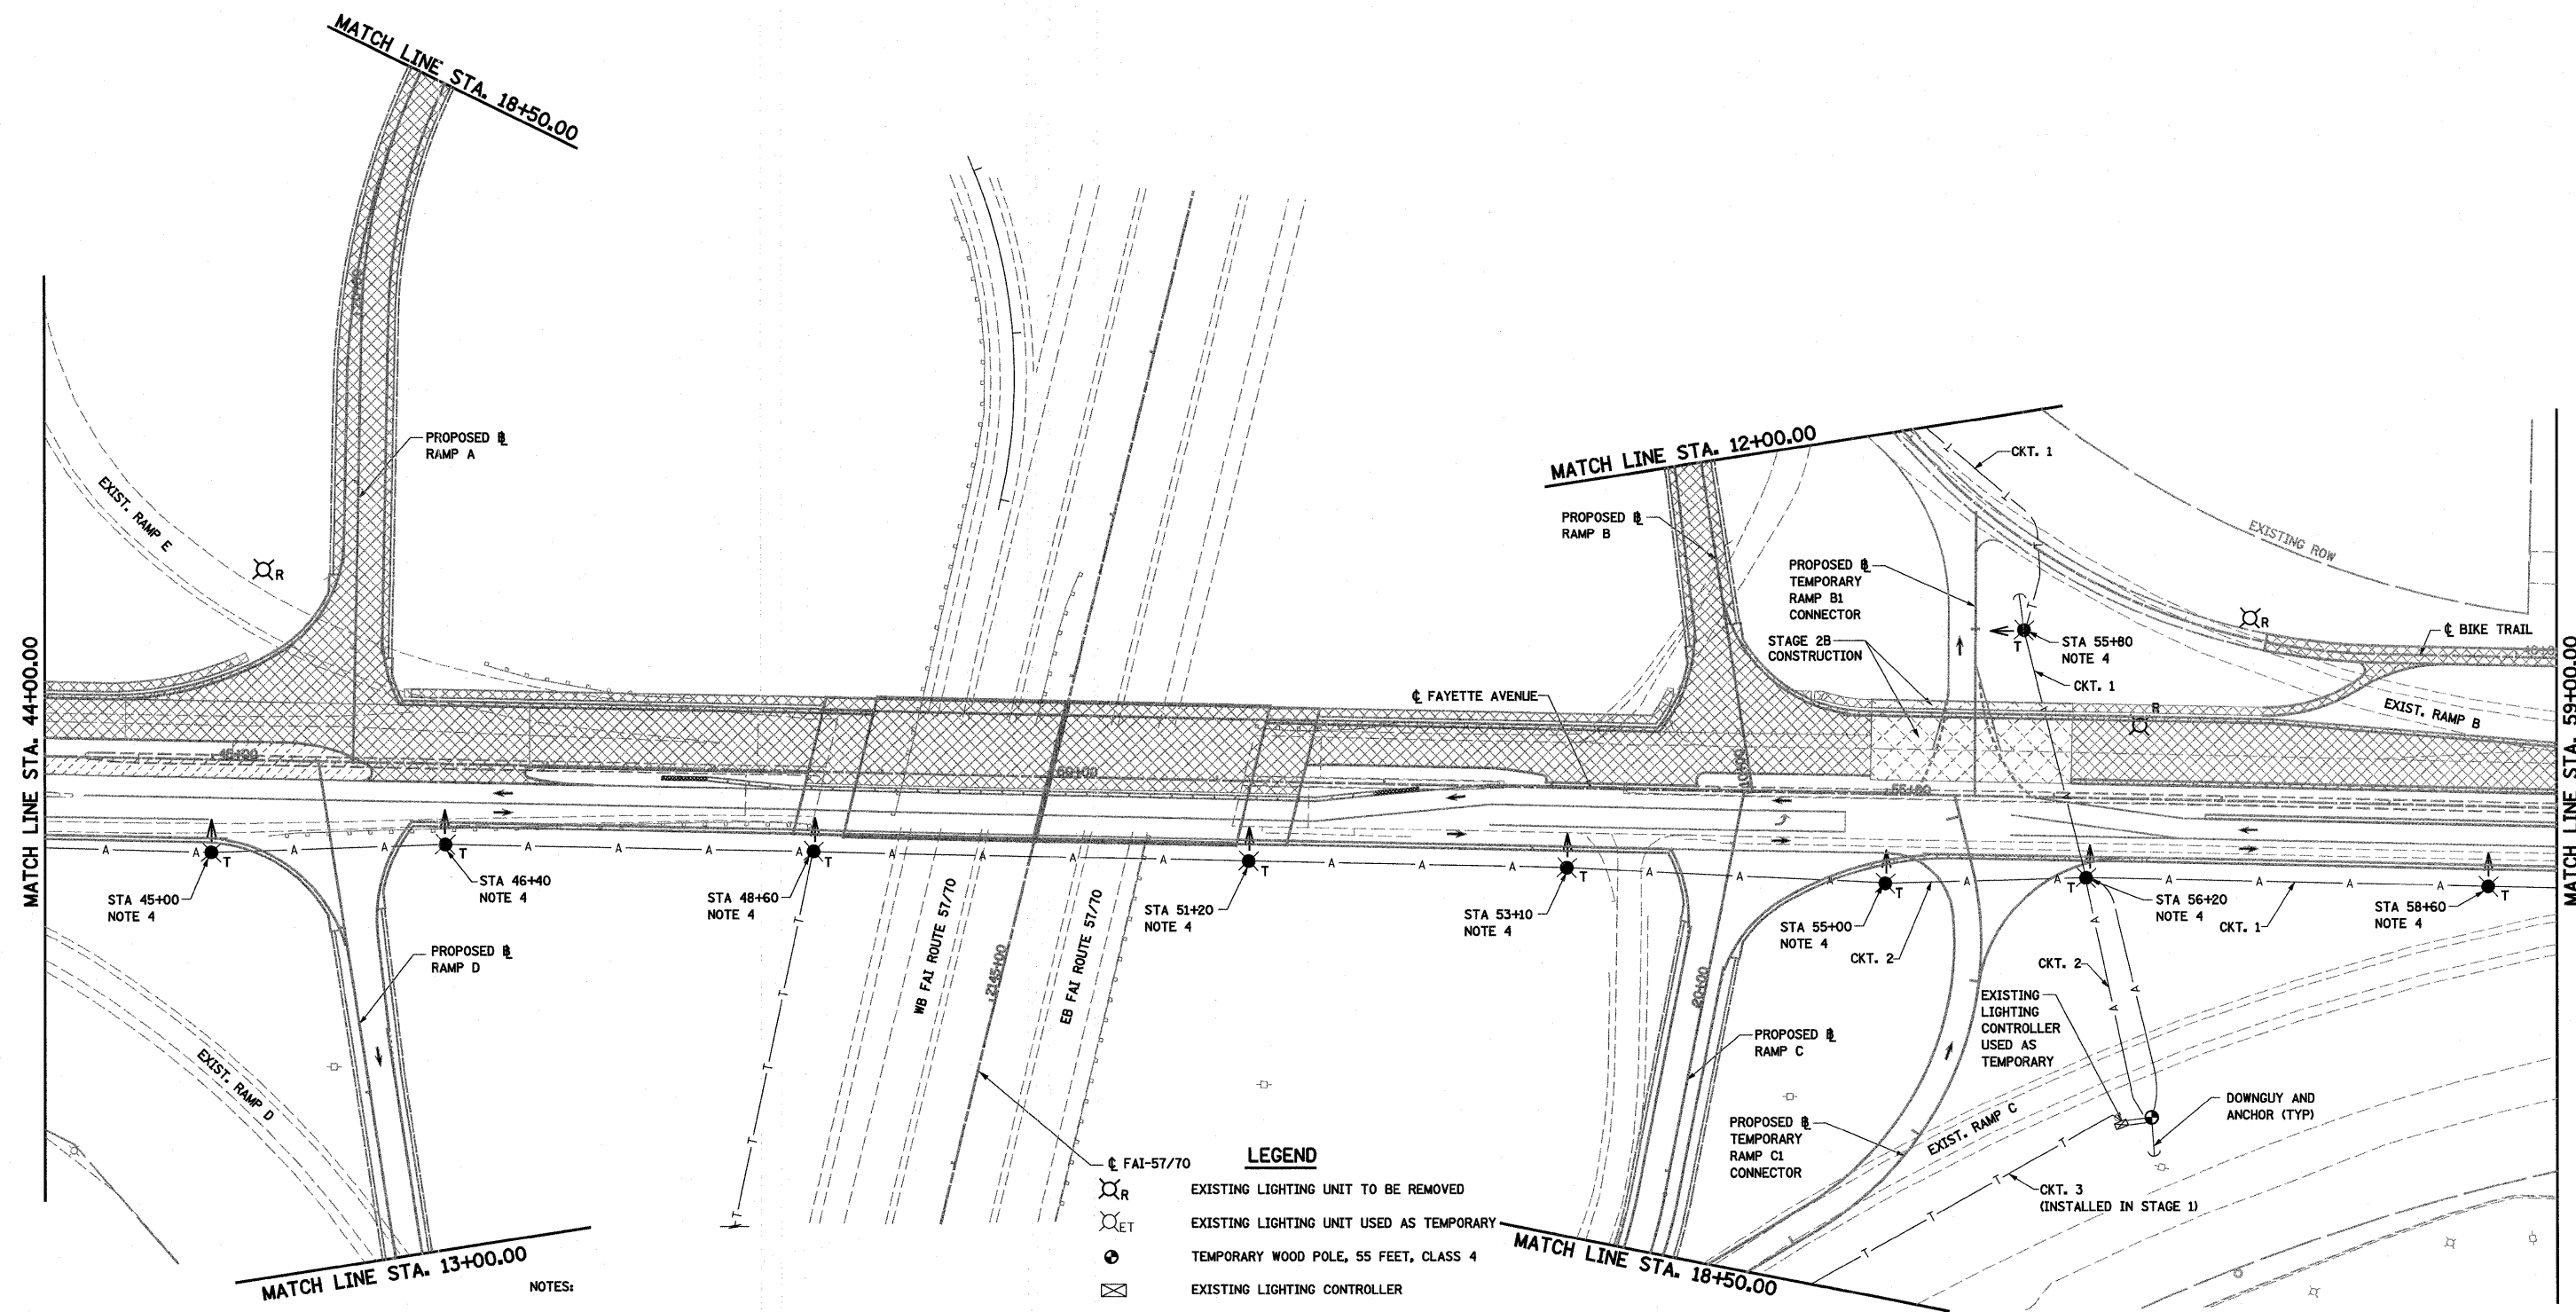 MATCH LINE STA. 18+50.00
MATCH LINE STA. 44+00.00
PROPOSED ℄
RAMP A
EXIST. RAMP E
R
MATCH LINE STA. 12+00.00
CKT. 1
PROPOSED ℄
RAMP B
EXISTING ROW
PROPOSED ℄
TEMPORARY
RAMP B1
CONNECTOR
R
STAGE 2B
CONSTRUCTION
T
STA 55+80
NOTE 4
℄ BIKE TRAIL
CKT. 1
℄ FAYETTE AVENUE
R
EXIST. RAMP B
MATCH LINE STA. 59+00.00
45+00
50+00
10+00
55+00
STA 45+00
NOTE 4
STA 46+40
NOTE 4
STA 48+60
NOTE 4
STA 51+20
NOTE 4
STA 53+10
NOTE 4
STA 55+00
NOTE 4
CKT. 2
STA 56+20
NOTE 4
CKT. 1
STA 58+60
NOTE 4
PROPOSED ℄
RAMP D
WB FAI ROUTE 57/70
2145+00
EB FAI ROUTE 57/70
20+00
CKT. 2
EXISTING
LIGHTING
CONTROLLER
USED AS
TEMPORARY
PROPOSED ℄
RAMP C
EXIST. RAMP D
DOWNGUY AND
ANCHOR (TYP)
PROPOSED ℄
TEMPORARY
RAMP C1
CONNECTOR
EXIST. RAMP C
℄ FAI-57/70
CKT. 3
(INSTALLED IN STAGE 1)
LEGEND
R EXISTING LIGHTING UNIT TO BE REMOVED
ET EXISTING LIGHTING UNIT USED AS TEMPORARY
TEMPORARY WOOD POLE, 55 FEET, CLASS 4
EXISTING LIGHTING CONTROLLER
MATCH LINE STA. 13+00.00
NOTES:
MATCH LINE STA. 18+50.00